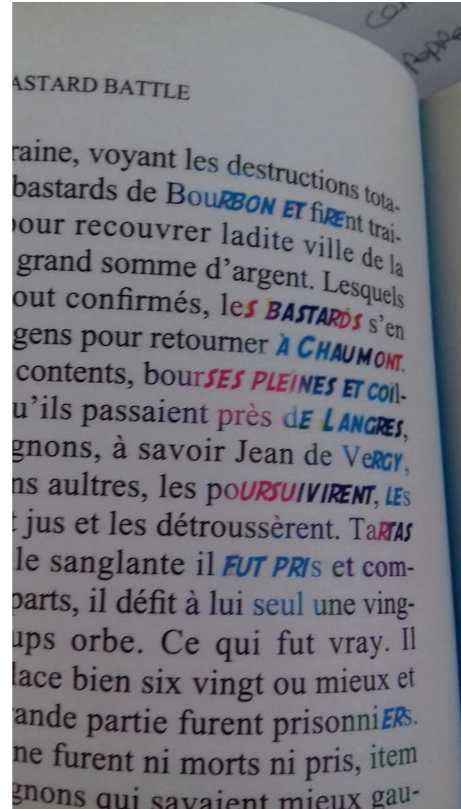 ASTARD BATTLE
raine, voyant les destructions tota-
bastards de BouRBON ET fiREnt trai-
our recouvrer ladite ville de la
grand somme d'argent. Lesquels
out confirmés, leS BASTARDS s'en
gens pour retourner À CHAUMONT.
contents, bourSES PLEINES ET COil-
u'ils passaient près dE LANGRES,
gnons, à savoir Jean de VeRGY,
ns aultres, les poURSUIVIRENT, LEs
t jus et les détroussèrent. TaRTAS
le sanglante il FUT PRIs et com-
parts, il défit à lui seul une ving-
ups orbe. Ce qui fut vray. Il
lace bien six vingt ou mieux et
ande partie furent prisonniERs.
ne furent ni morts ni pris, item
gnons qui savaient mieux gau-